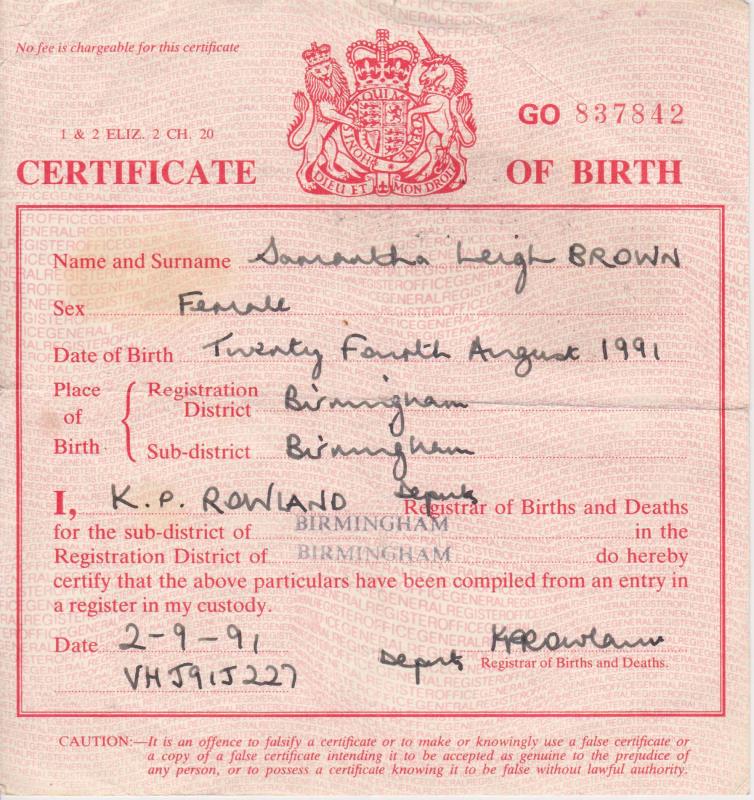 No fee is chargeable for this certificate
GO 837842
1 & 2 ELIZ. 2 CH. 20
DIEU ET MON DROIT
CERTIFICATE OF BIRTH
Name and Surname Samantha Leigh BROWN
Sex Female
Date of Birth Twenty Fourth August 1991
Place of Birth
Registration District Birmingham
Sub-district Birmingham
I, K. P. ROWLAND Deputy Registrar of Births and Deaths
for the sub-district of BIRMINGHAM in the
Registration District of BIRMINGHAM do hereby
certify that the above particulars have been compiled from an entry in
a register in my custody.
Date 2-9-91 KPRowland
VHJ91J227 Deputy Registrar of Births and Deaths.
CAUTION:—It is an offence to falsify a certificate or to make or knowingly use a false certificate or
a copy of a false certificate intending it to be accepted as genuine to the prejudice of
any person, or to possess a certificate knowing it to be false without lawful authority.